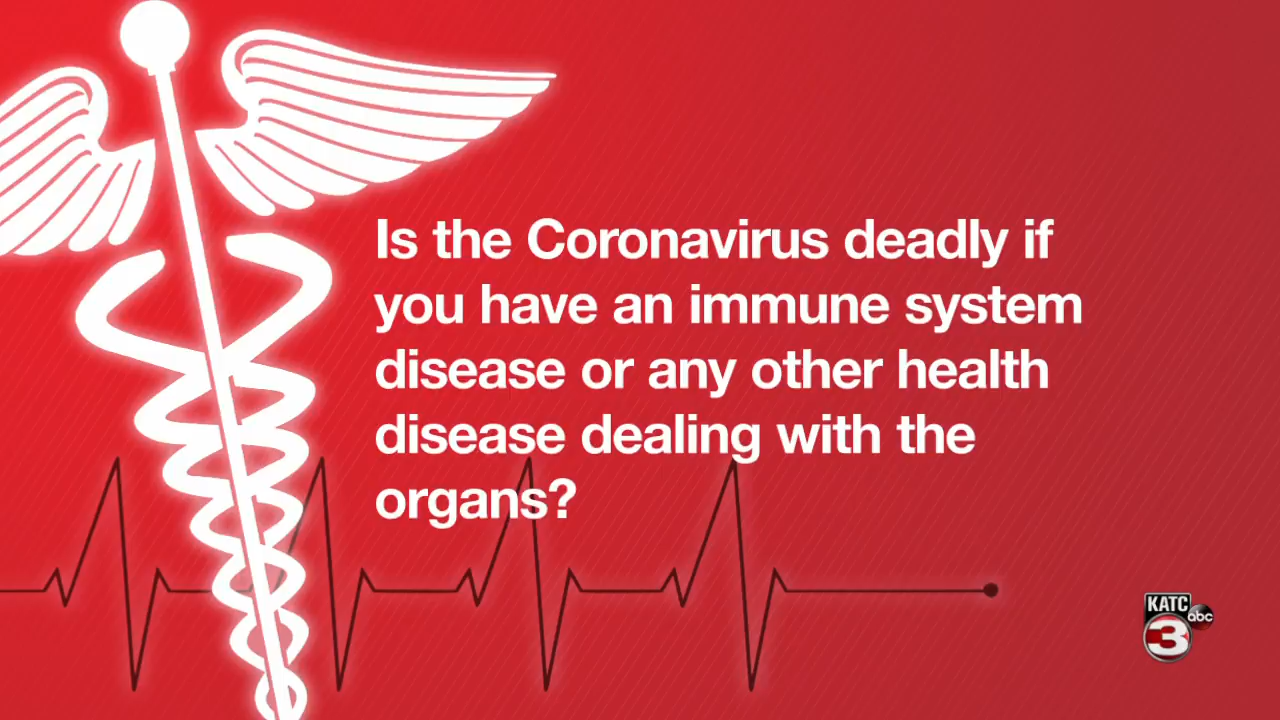 Is the Coronavirus deadly if
you have an immune system
disease or any other health
disease dealing with the
organs?
KATC
abc
3